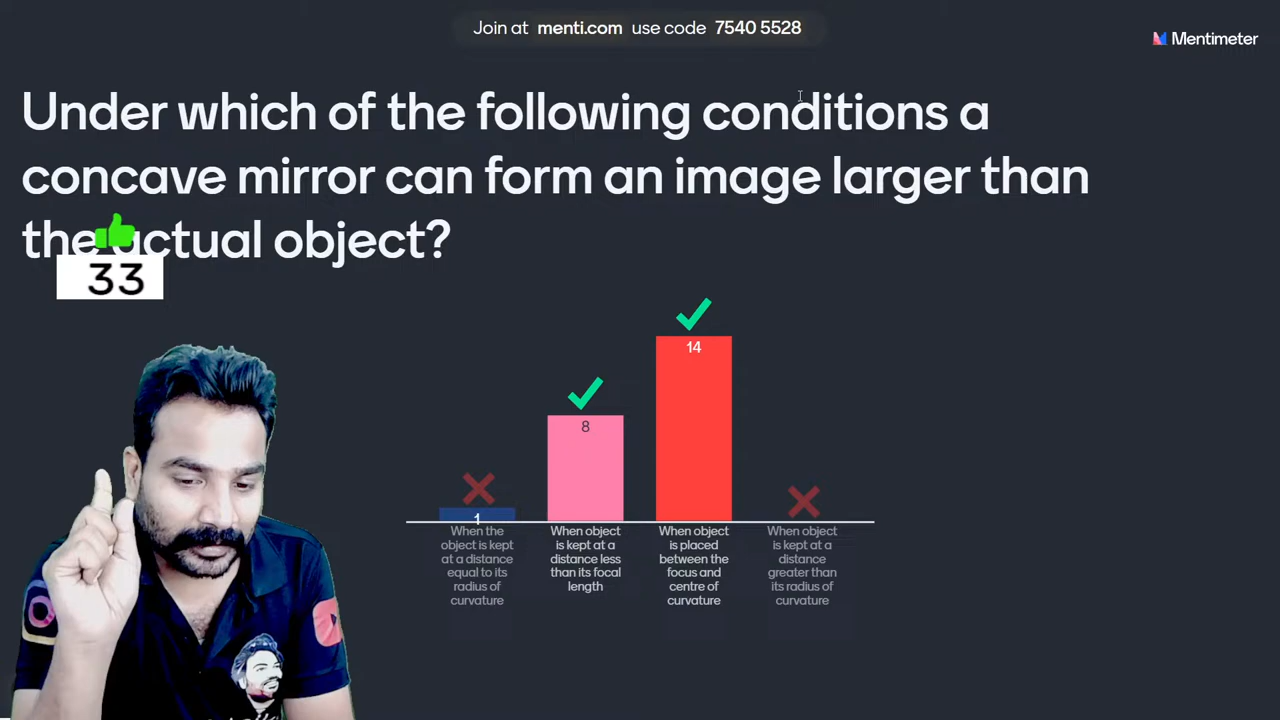 Join at menti.com use code 7540 5528
Mentimeter
Under which of the following conditions a
concave mirror can form an image larger than
the actual object?
33
14
8
1
When the
object is kept
at a distance
equal to its
radius of
curvature
When object
is kept at a
distance less
than its focal
length
When object
is placed
between the
focus and
centre of
curvature
When object
is kept at a
distance
greater than
its radius of
curvature